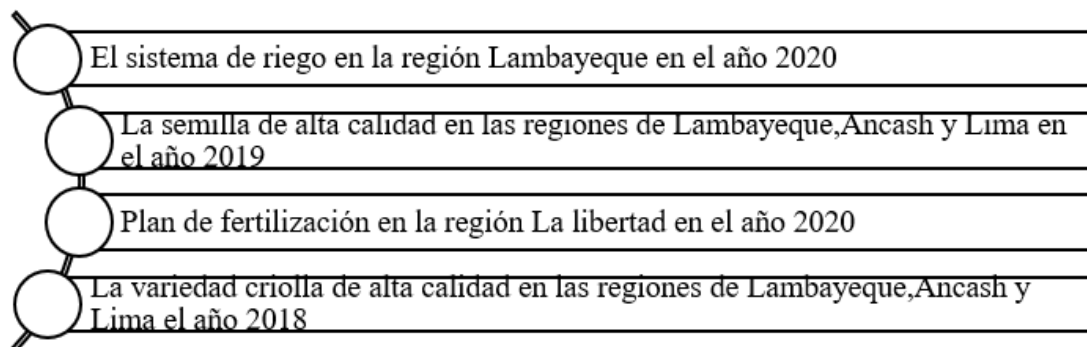 El sistema de riego en la región Lambayeque en el año 2020
La semilla de alta calidad en las regiones de Lambayeque,Ancash y Lima en
el año 2019
Plan de fertilización en la región La libertad en el año 2020
La variedad criolla de alta calidad en las regiones de Lambayeque,Ancash y
Lima el año 2018